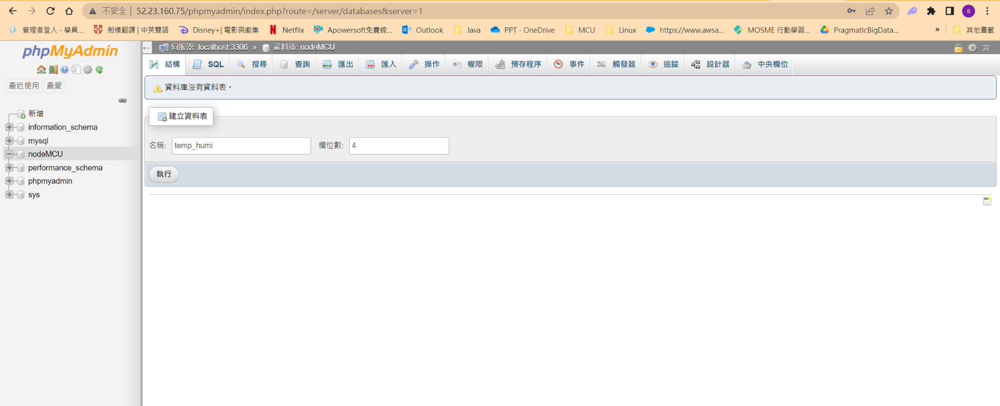 不安全 | 52.23.160.75/phpmyadmin/index.php?route=/server/databases&server=1
管理者登入 - 學員... 劍橋翻譯 | 中英雙語 Disney+| 電影與劇集 Netflix Apowersoft免費線... Outlook Java PPT - OneDrive MCU Linux https://www.awsa... MOSME 行動學習... PragmaticBigData... » 其他書籤
S
phpMyAdmin
最近使用 最愛
新增
information_schema
mysql
nodeMCU
performance_schema
phpmyadmin
sys
伺服器: localhost:3306 » 資料庫: nodeMCU
結構 SQL 搜尋 查詢 匯出 匯入 操作 權限 預存程序 事件 觸發器 追蹤 設計器 中央欄位
資料庫沒有資料表。
建立資料表
名稱: temp_humi 欄位數: 4
執行